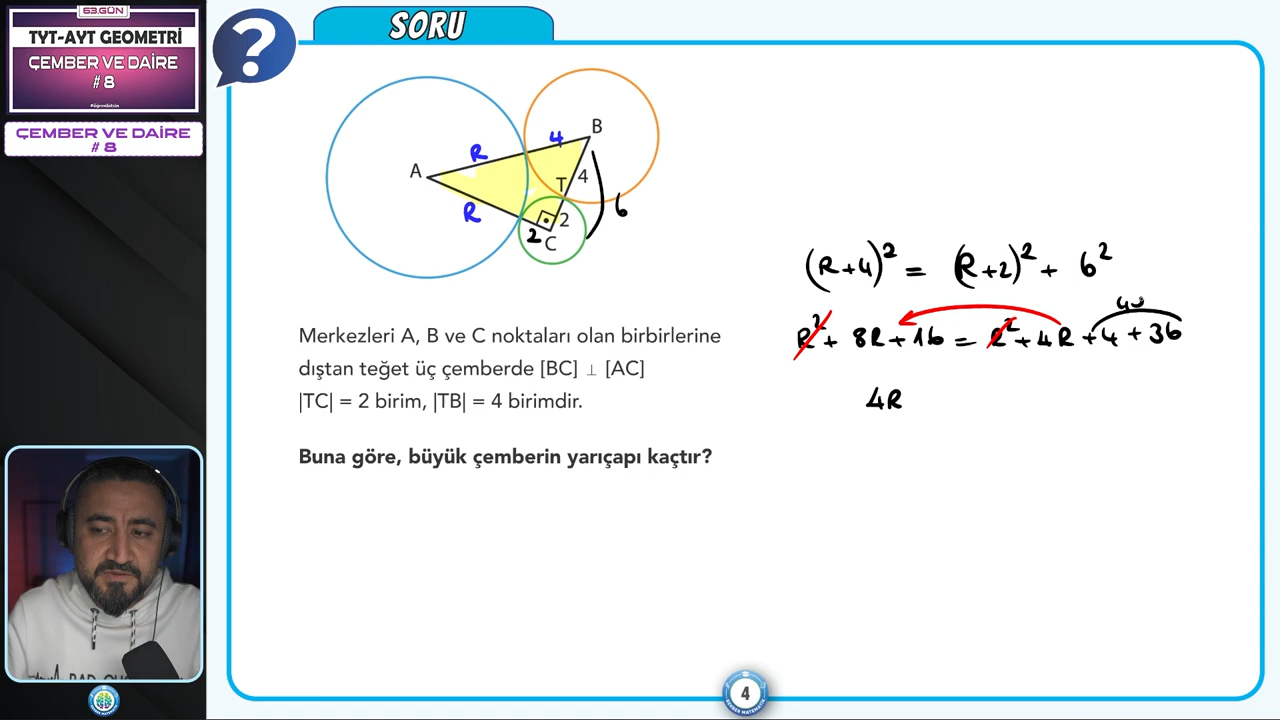 63.GÜN
TYT-AYT GEOMETRİ
ÇEMBER VE DAİRE
# 8
#öğrenbitsin
ÇEMBER VE DAİRE
# 8
?
SORU
A
B
C
T
R
4
R
4
2
2
6
Merkezleri A, B ve C noktaları olan birbirlerine
dıştan teğet üç çemberde [BC] ⊥ [AC]
|TC| = 2 birim, |TB| = 4 birimdir.
Buna göre, büyük çemberin yarıçapı kaçtır?
(R+4)² = (R+2)² + 6²
40
R² + 8R + 16 = R² + 4R + 4 + 36
4R
4